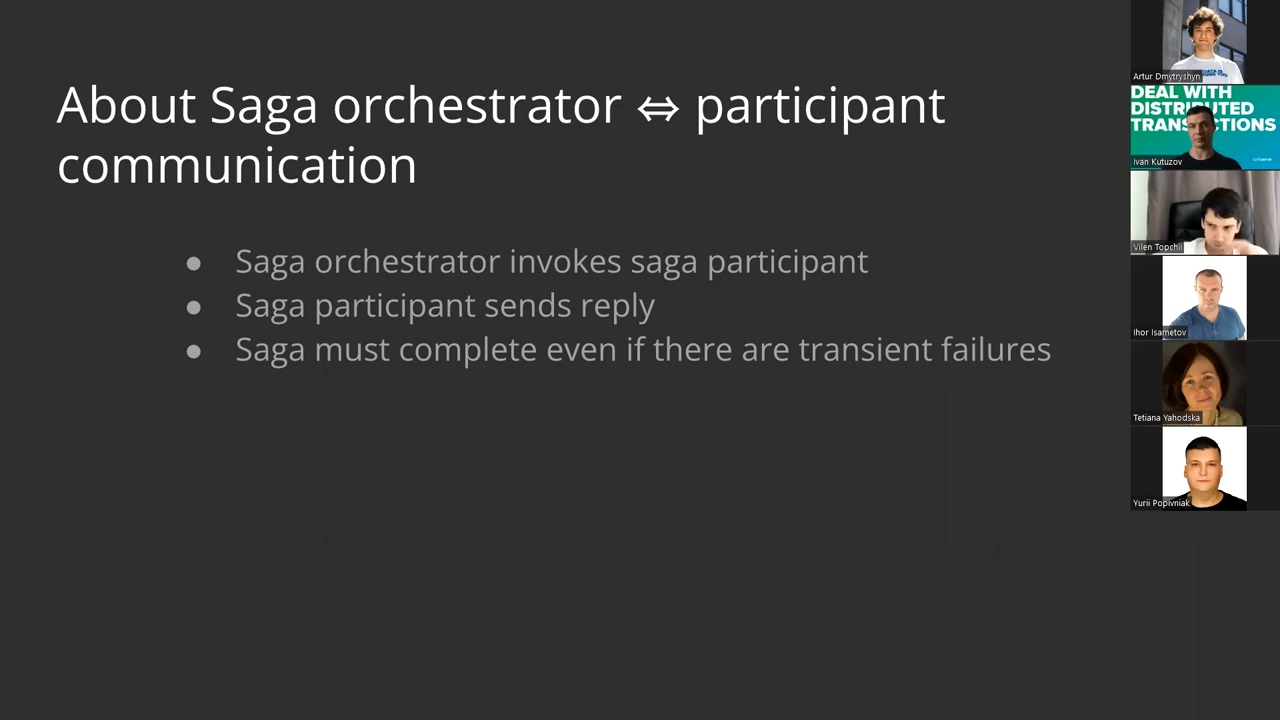 About Saga orchestrator ⇔ participant
communication
● Saga orchestrator invokes saga participant
● Saga participant sends reply
● Saga must complete even if there are transient failures
Artur Dmytryshyn
DEAL WITH
DISTRIBUTED
TRANSACTIONS
Ivan Kutuzov
Vilen Topchii
Ihor Isametov
Tetiana Yahodska
Yurii Popivniak